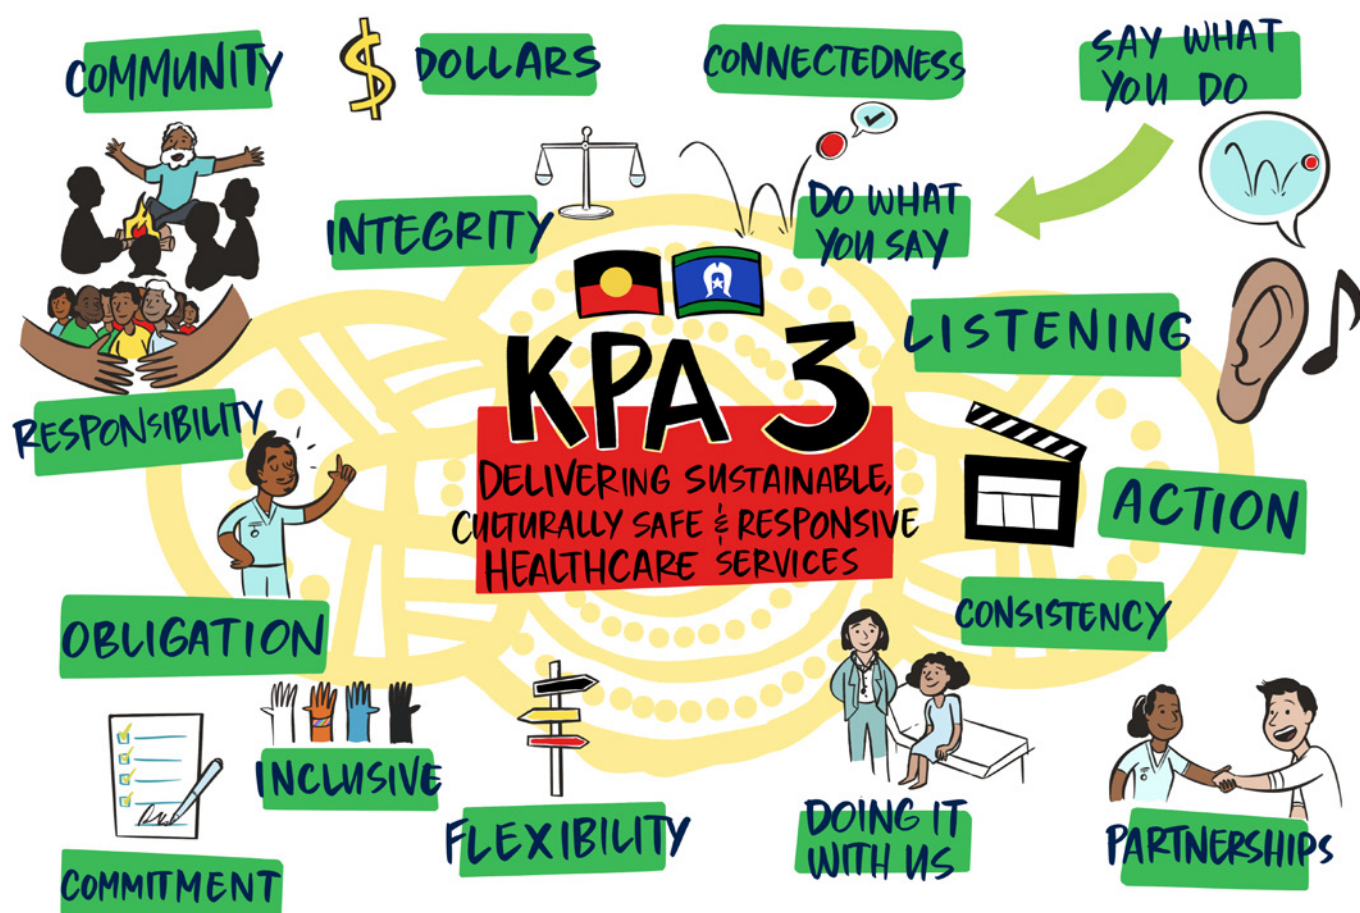 COMMUNITY
$ DOLLARS
CONNECTEDNESS
SAY WHAT
YOU DO
INTEGRITY
DO WHAT
YOU SAY
LISTENING
KPA 3
DELIVERING SUSTAINABLE,
CULTURALLY SAFE & RESPONSIVE
HEALTHCARE SERVICES
RESPONSIBILITY
ACTION
OBLIGATION
CONSISTENCY
INCLUSIVE
FLEXIBILITY
DOING IT
WITH US
PARTNERSHIPS
COMMITMENT